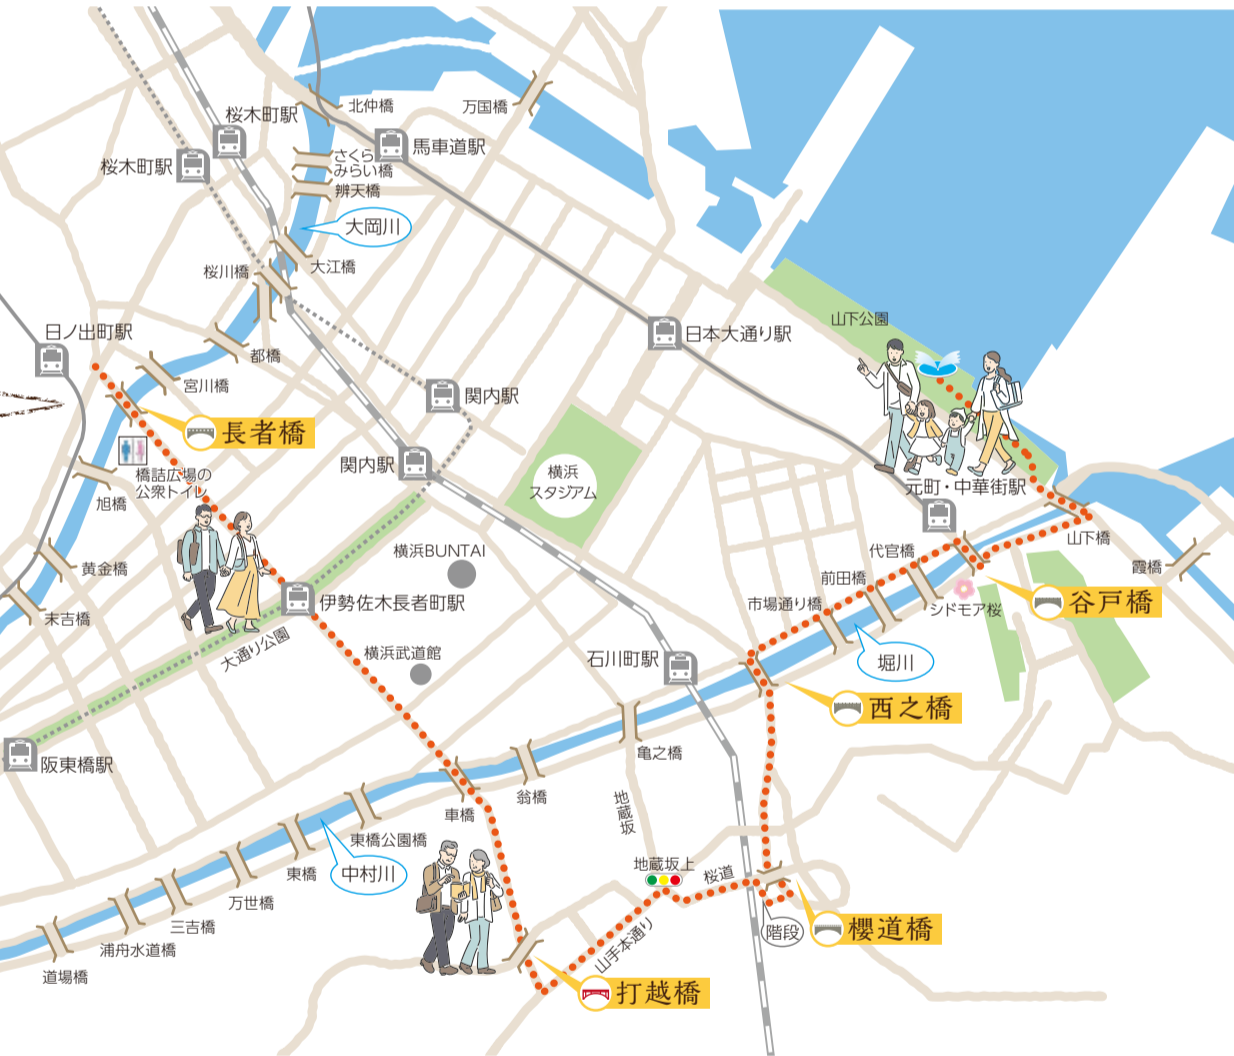 北仲橋
万国橋
桜木町駅
馬車道駅
桜木町駅
さくら
みらい橋
辨天橋
大岡川
大江橋
桜川橋
山下公園
日ノ出町駅
日本大通り駅
都橋
宮川橋
関内駅
長者橋
関内駅
横浜
スタジアム
橋詰広場の
公衆トイレ
元町・中華街駅
旭橋
山下橋
横浜BUNTAI
代官橋
黄金橋
霞橋
前田橋
伊勢佐木長者町駅
市場通り橋
シドモア桜
谷戸橋
末吉橋
大通り公園
横浜武道館
石川町駅
堀川
西之橋
亀之橋
阪東橋駅
翁橋
車橋
地蔵坂
東橋公園橋
地蔵坂上
桜道
東橋
中村川
万世橋
三吉橋
階段
櫻道橋
浦舟水道橋
山手本通り
道場橋
打越橋